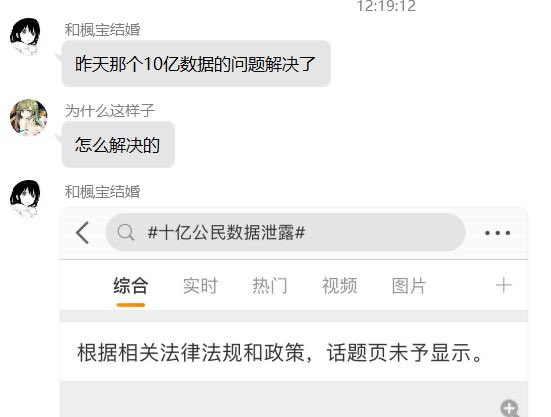 12:19:12
和楓宝结婚
昨天那个10亿数据的问题解决了
为什么这样子
怎么解决的
和楓宝结婚
#十亿公民数据泄露#
综合 实时 热门 视频 图片
根据相关法律法规和政策，话题页未予显示。